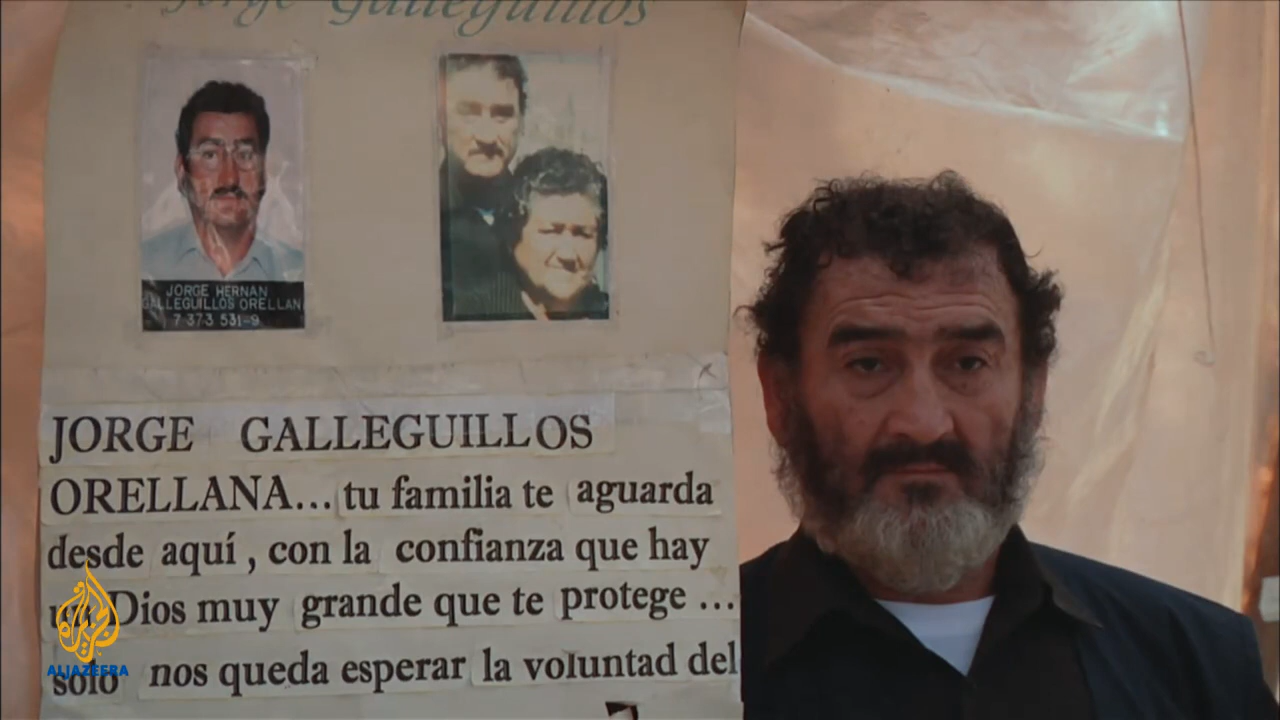 Jorge Galleguillos
JORGE HERNAN
GALLEGUILLOS ORELLAN
7 373 531-9
JORGE GALLEGUILLOS
ORELLANA... tu familia te aguarda
desde aquí, con la confianza que hay
un Dios muy grande que te protege ...
solo nos queda esperar la voluntad del
ALJAZEERA